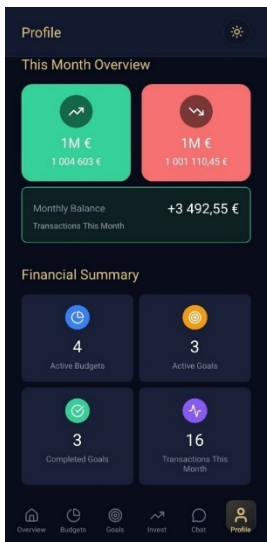 Profile
This Month Overview
1M €
1 004 603 €
1M €
1 001 110,45 €
Monthly Balance
+3 492,55 €
Transactions This Month
Financial Summary
4
Active Budgets
3
Active Goals
3
Completed Goals
16
Transactions This
Month
Overview
Budgets
Goals
Invest
Chat
Profile